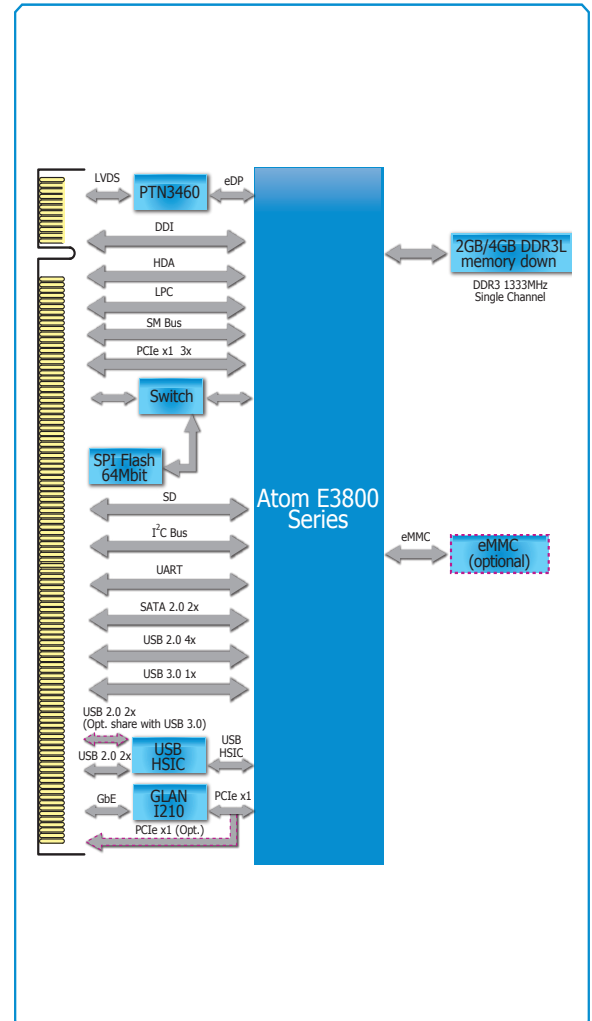 LVDS
PTN3460
eDP
DDI
HDA
LPC
SM Bus
PCIe x1 3x
Switch
SPI Flash
64Mbit
SD
I²C Bus
UART
SATA 2.0 2x
USB 2.0 4x
USB 3.0 1x
USB 2.0 2x
(Opt. share with USB 3.0)
USB 2.0 2x
USB
HSIC
USB
HSIC
GbE
GLAN
I210
PCIe x1
PCIe x1 (Opt.)
Atom E3800
Series
2GB/4GB DDR3L
memory down
DDR3 1333MHz
Single Channel
eMMC
eMMC
(optional)